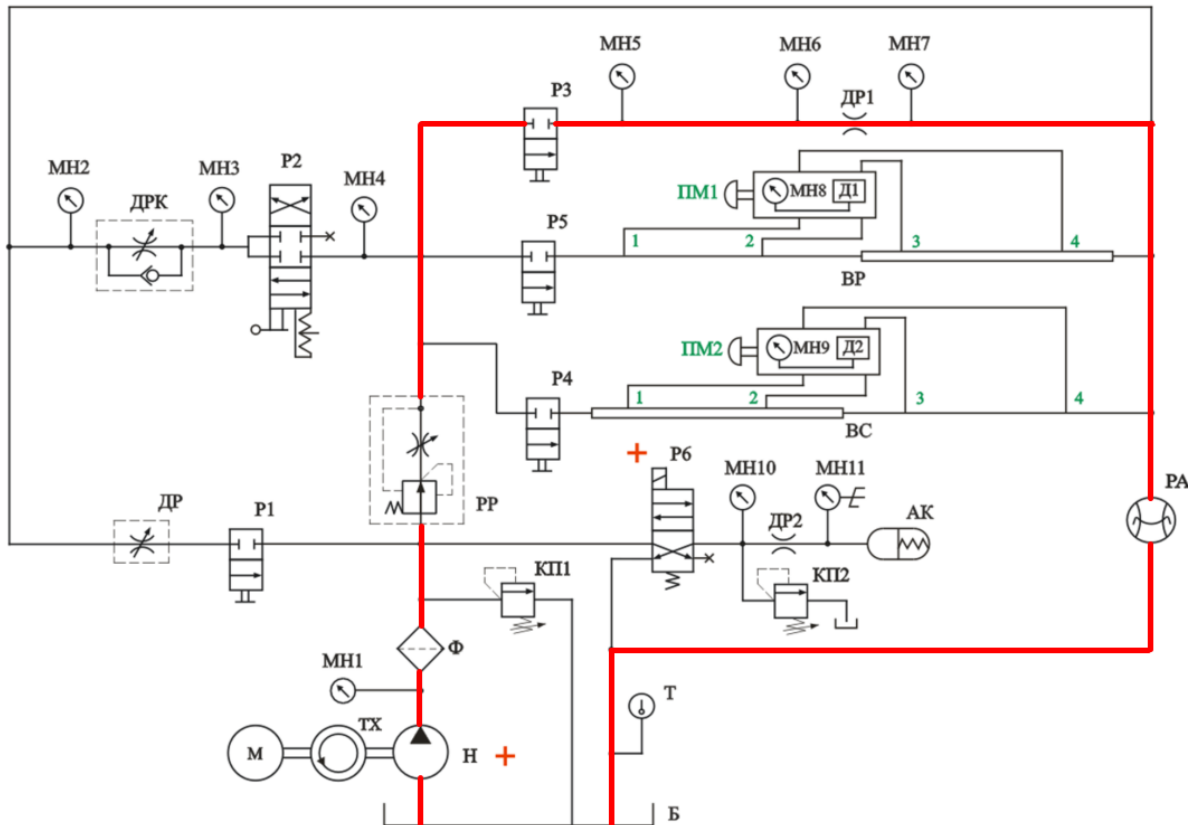 МН5 МН6 МН7
Р3 ДР1
МН2 ДРК МН3 Р2 МН4
ПМ1 МН8 Д1
Р5 1 2 3 4
ВР
ПМ2 МН9 Д2
Р4 1 2 3 4
ВС
+ Р6 МН10 МН11 РА
ДР Р1 РР ДР2 АК
КП1 КП2
Ф
МН1
ТХ Т
М Н +
Б